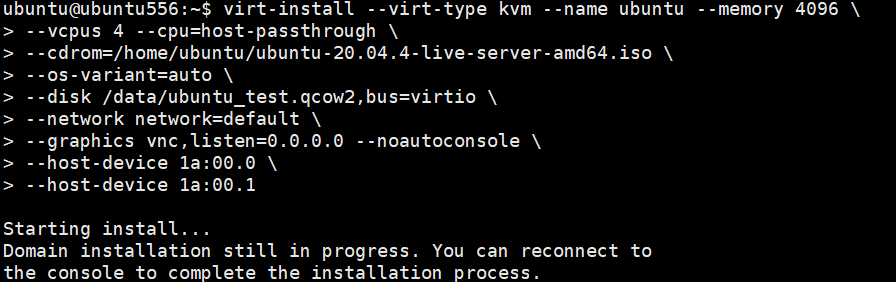 ubuntu@ubuntu556:~$ virt-install --virt-type kvm --name ubuntu --memory 4096 \
> --vcpus 4 --cpu=host-passthrough \
> --cdrom=/home/ubuntu/ubuntu-20.04.4-live-server-amd64.iso \
> --os-variant=auto \
> --disk /data/ubuntu_test.qcow2,bus=virtio \
> --network network=default \
> --graphics vnc,listen=0.0.0.0 --noautoconsole \
> --host-device 1a:00.0 \
> --host-device 1a:00.1
Starting install...
Domain installation still in progress. You can reconnect to
the console to complete the installation process.